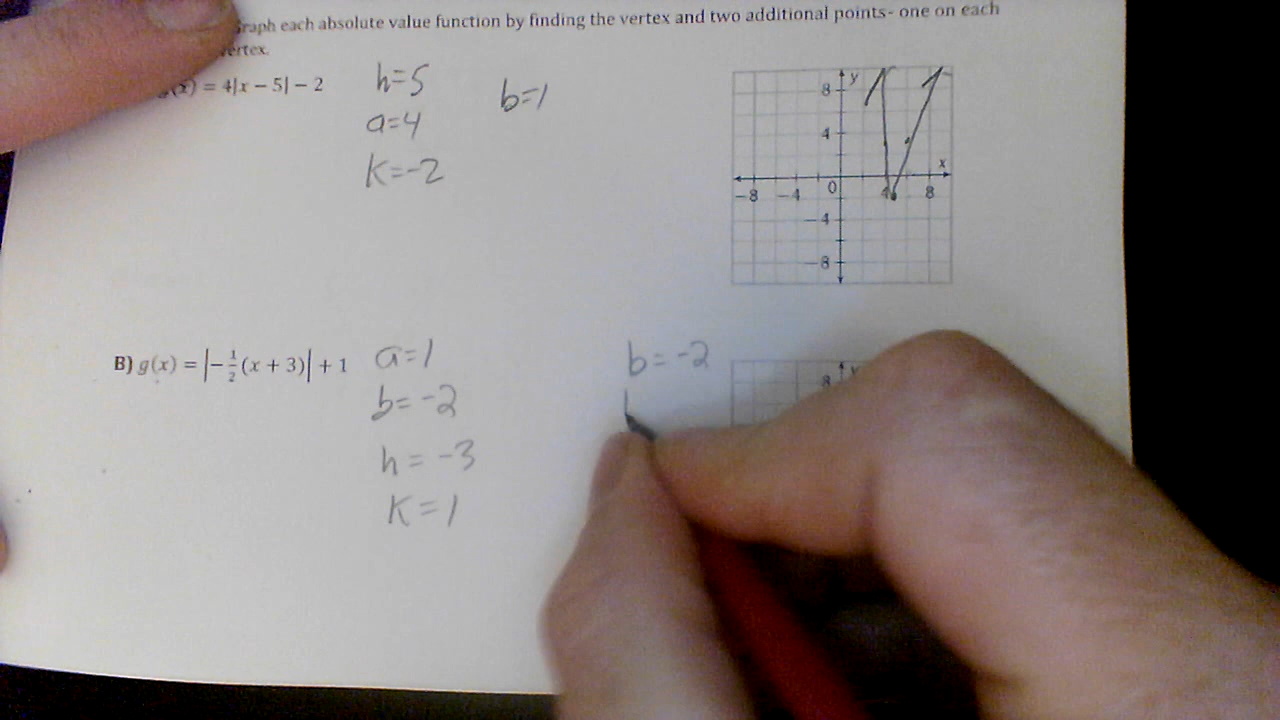 raph each absolute value function by finding the vertex and two additional points- one on each
ertex.
(x) = 4|x − 5| − 2
h=5
a=4
K=-2
b=1
y
8
4
x
−8 −4 0 4 8
−4
−8
B) g(x) = |−1/2(x + 3)| + 1
a=1
b=-2
h=-3
K=1
b=-2
8 y